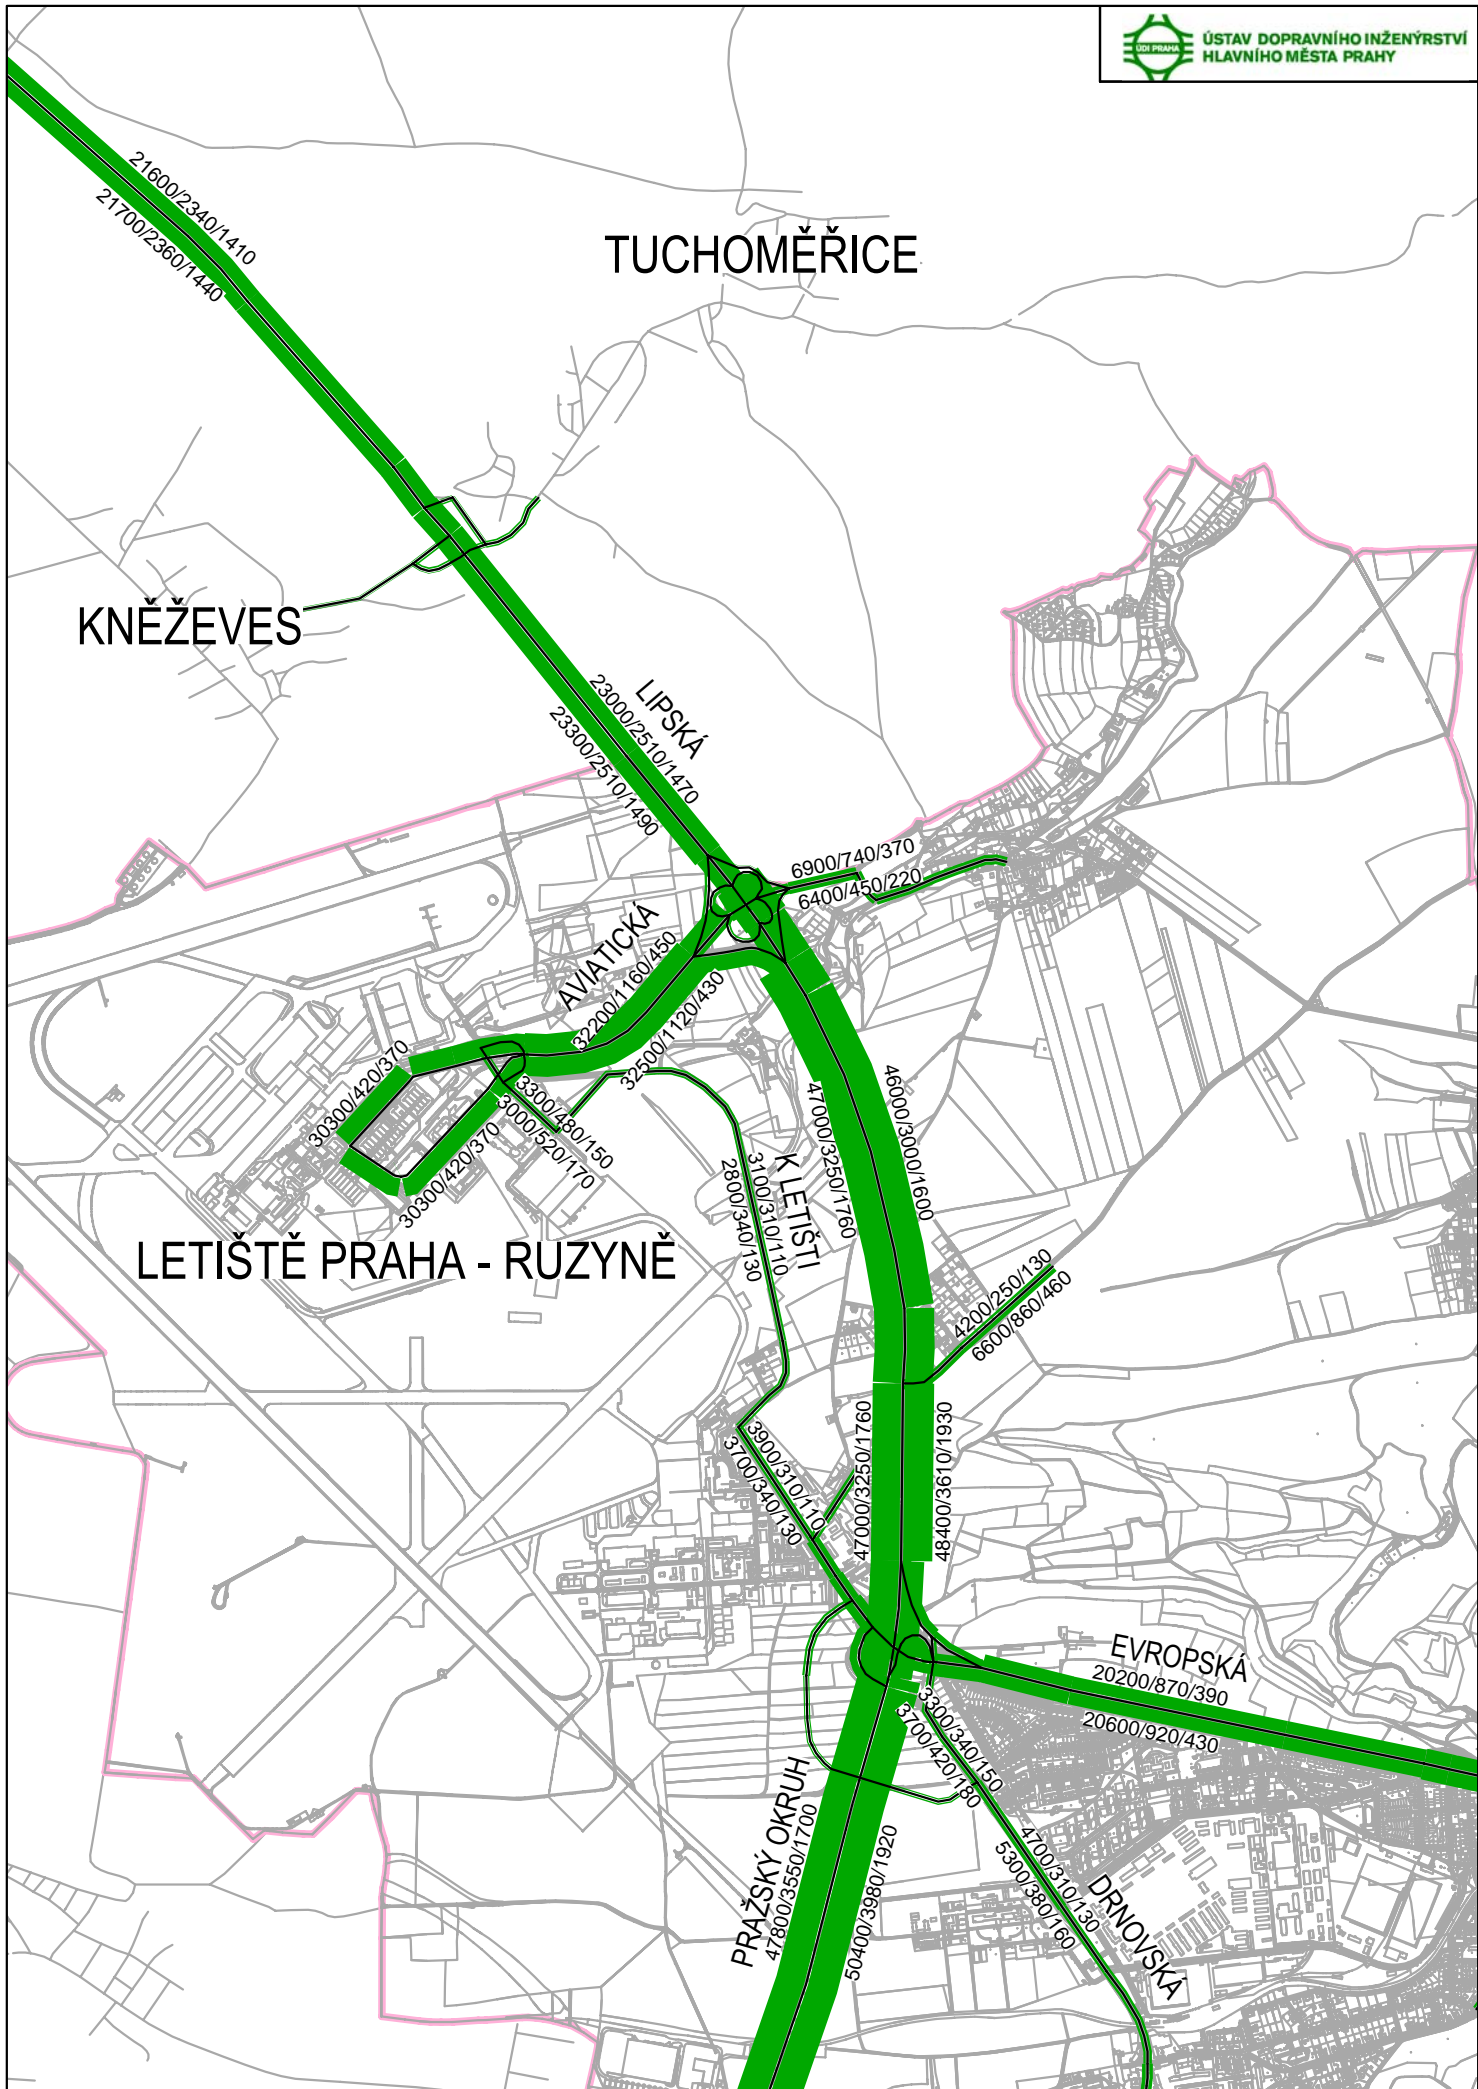 ÚDI PRAHA
ÚSTAV DOPRAVNÍHO INŽENÝRSTVÍ
HLAVNÍHO MĚSTA PRAHY
21600/2340/1410
21700/2360/1440
TUCHOMĚŘICE
KNĚŽEVES
LIPSKÁ
23000/2510/1470
23300/2510/1490
6900/740/370
6400/450/220
AVIATICKÁ
32200/1160/450
32500/1120/430
30300/420/370
30300/420/370
3300/480/150
3000/520/170
46000/3000/1600
47000/3250/1760
K LETIŠTI
3100/310/110
2800/340/130
LETIŠTĚ PRAHA - RUZYNĚ
4200/250/130
6600/860/460
3900/310/110
3700/340/130
47000/3250/1760
48400/3610/1930
EVROPSKÁ
20200/870/390
20600/920/430
3300/340/150
3700/420/180
PRAŽSKÝ OKRUH
47800/3550/1700
50400/3980/1920
4700/310/130
5300/380/160
DRNOVSKÁ